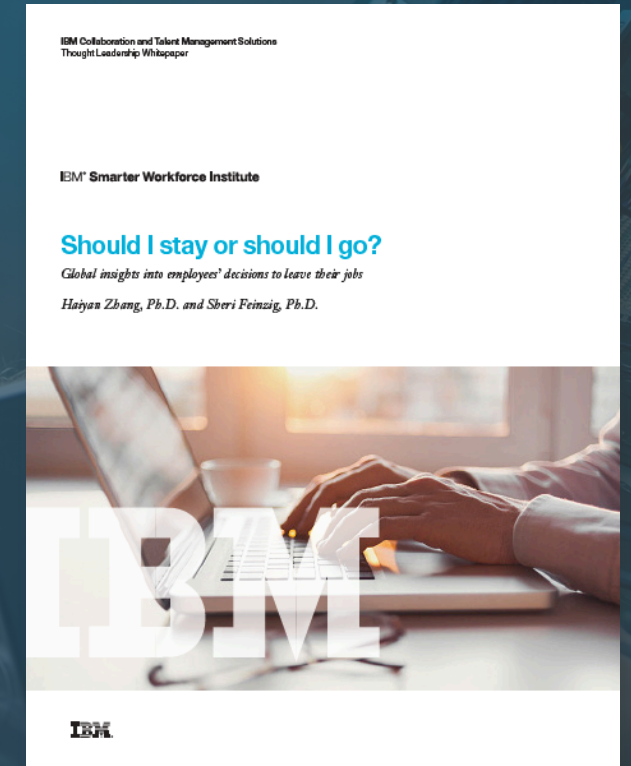 IBM Collaboration and Talent Management Solutions
Thought Leadership Whitepaper
IBM® Smarter Workforce Institute
Should I stay or should I go?
Global insights into employees' decisions to leave their jobs
Haiyan Zhang, Ph.D. and Sheri Feinzig, Ph.D.
IBM
IBM